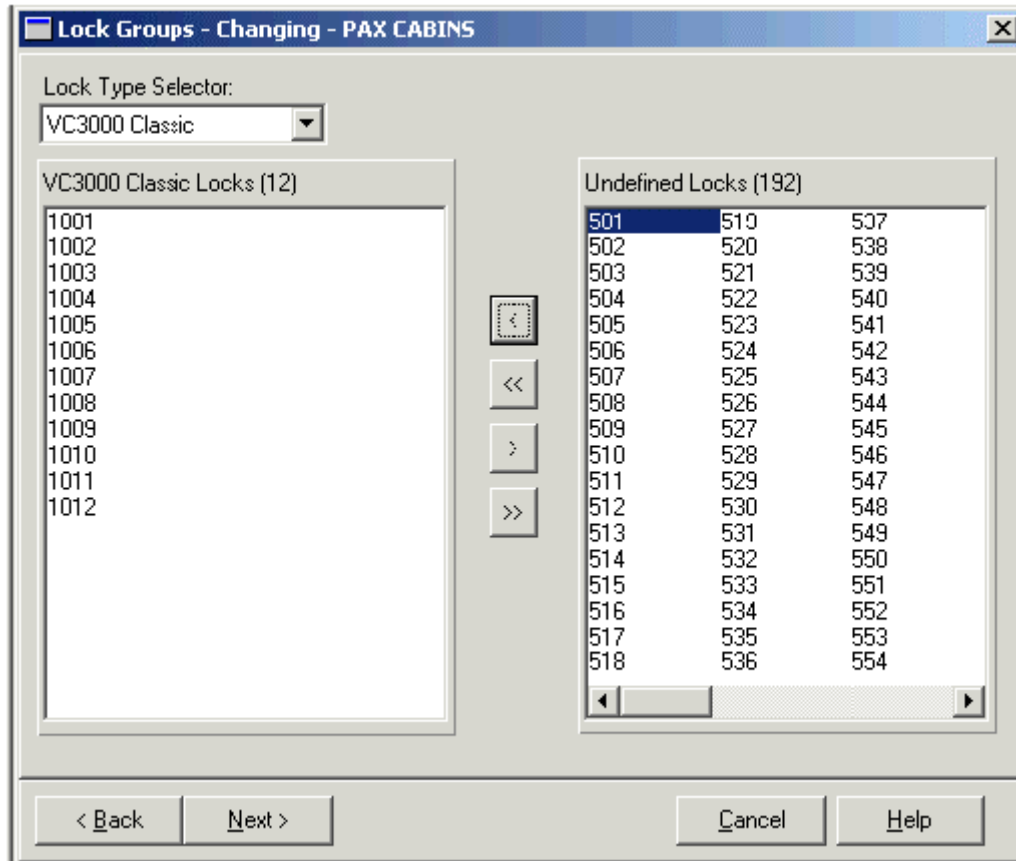 Lock Groups - Changing - PAX CABINS
Lock Type Selector:
VC3000 Classic
VC3000 Classic Locks (12)
1001
1002
1003
1004
1005
1006
1007
1008
1009
1010
1011
1012
<
<<
>
>>
Undefined Locks (192)
501 519 537
502 520 538
503 521 539
504 522 540
505 523 541
506 524 542
507 525 543
508 526 544
509 527 545
510 528 546
511 529 547
512 530 548
513 531 549
514 532 550
515 533 551
516 534 552
517 535 553
518 536 554
< Back Next > Cancel Help